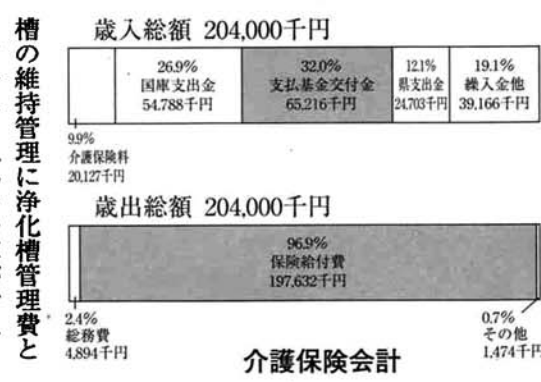 槽の維持管理に浄化槽管理費と
歳入総額 204,000千円
26.9%
国庫支出金
54,788千円
32.0%
支払基金交付金
65,216千円
12.1%
県支出金
24,703千円
19.1%
繰入金他
39,166千円
9.9%
介護保険料
20,127千円
歳出総額 204,000千円
96.9%
保険給付費
197,632千円
2.4%
総務費
4,894千円
0.7%
その他
1,474千円
介護保険会計